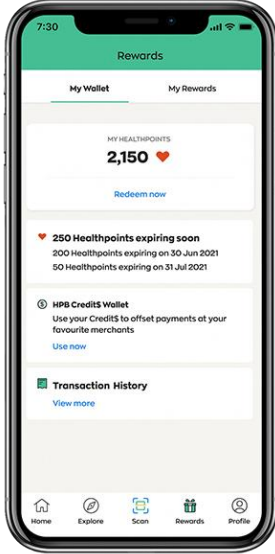 7:30
Rewards
My Wallet
My Rewards
MY HEALTHPOINTS
2,150
Redeem now
250 Healthpoints expiring soon
200 Healthpoints expiring on 30 Jun 2021
50 Healthpoints expiring on 31 Jul 2021
HPB Credit$ Wallet
Use your Credit$ to offset payments at your
favourite merchants
Use now
Transaction History
View more
Home
Explore
Scan
Rewards
Profile